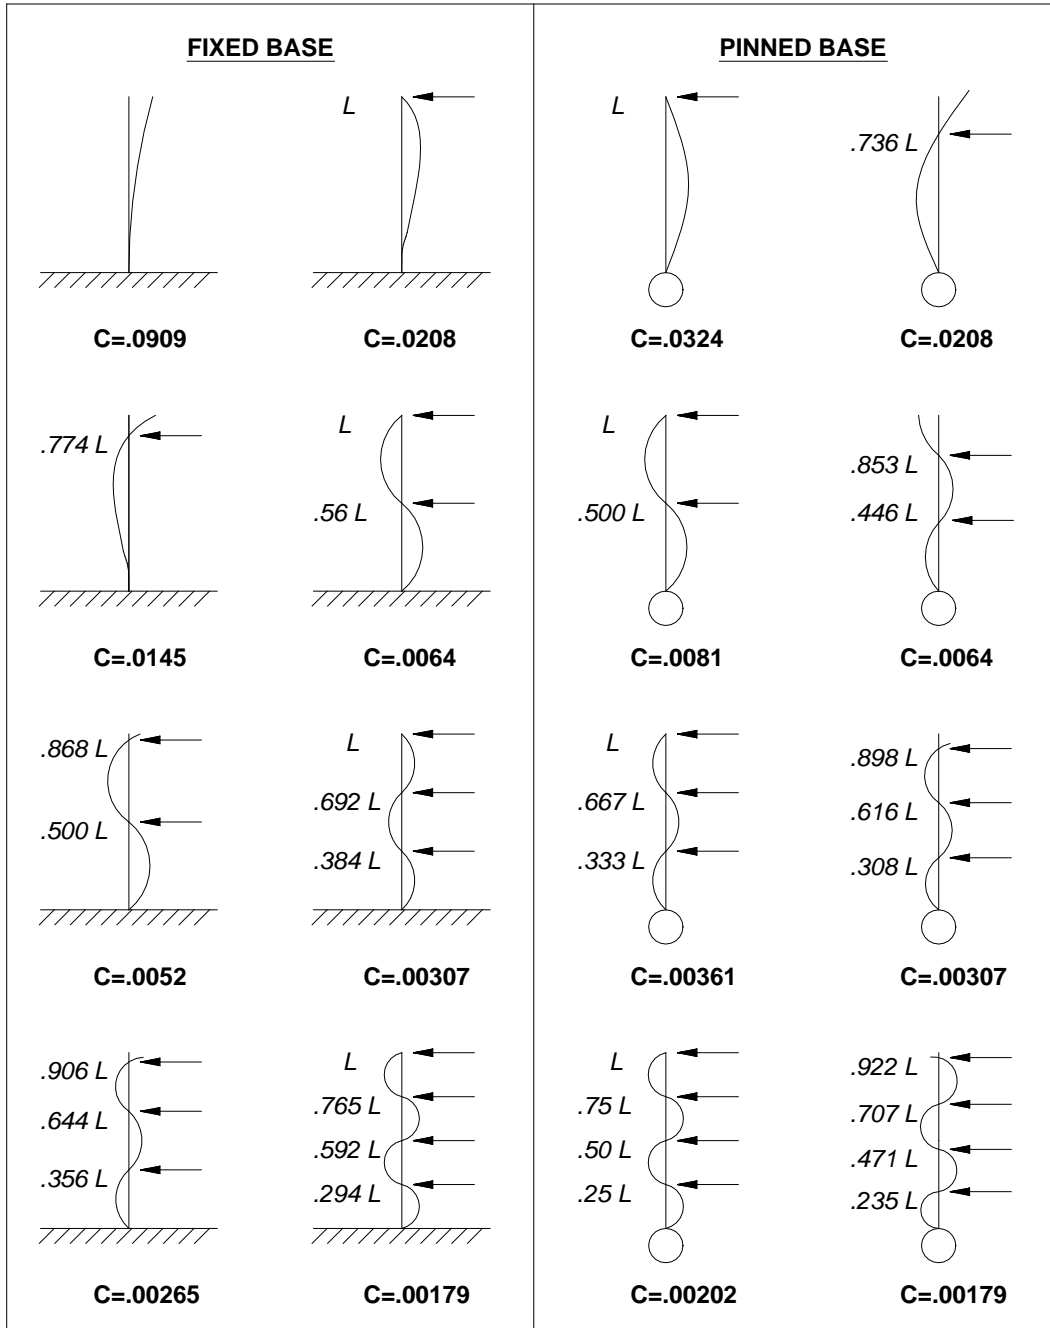 FIXED BASE
L
C=.0909
C=.0208
.774 L
L
.56 L
C=.0145
C=.0064
.868 L
.500 L
L
.692 L
.384 L
C=.0052
C=.00307
.906 L
.644 L
.356 L
L
.765 L
.592 L
.294 L
C=.00265
C=.00179
PINNED BASE
L
.736 L
C=.0324
C=.0208
L
.500 L
.853 L
.446 L
C=.0081
C=.0064
L
.667 L
.333 L
.898 L
.616 L
.308 L
C=.00361
C=.00307
L
.75 L
.50 L
.25 L
.922 L
.707 L
.471 L
.235 L
C=.00202
C=.00179